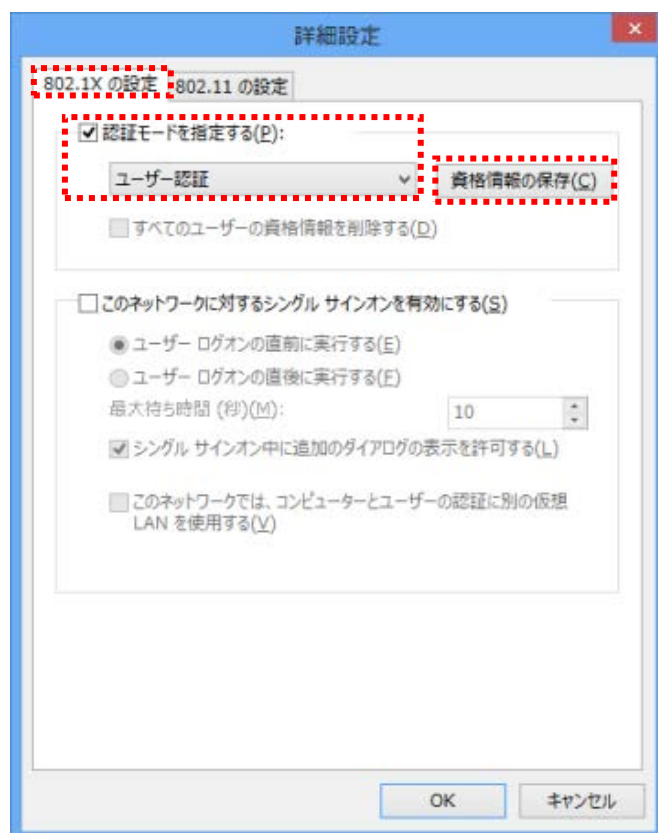 詳細設定
802.1X の設定 802.11 の設定
認証モードを指定する(P):
ユーザー認証 資格情報の保存(C)
すべてのユーザーの資格情報を削除する(D)
このネットワークに対するシングル サインオンを有効にする(S)
ユーザー ログオンの直前に実行する(E)
ユーザー ログオンの直後に実行する(F)
最大待ち時間 (秒)(M): 10
シングル サインオン中に追加のダイアログの表示を許可する(L)
このネットワークでは、コンピューターとユーザーの認証に別の仮想
LAN を使用する(V)
OK キャンセル